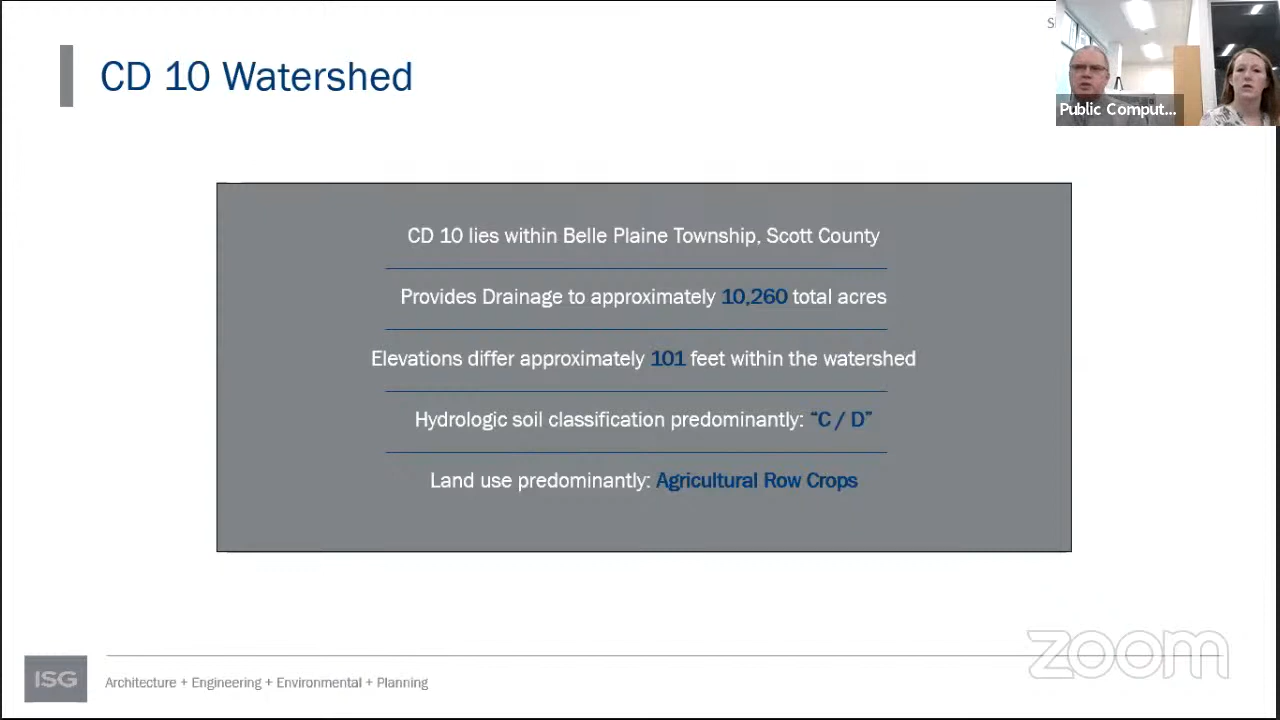 CD 10 Watershed
Public Comput...
CD 10 lies within Belle Plaine Township, Scott County
Provides Drainage to approximately 10,260 total acres
Elevations differ approximately 101 feet within the watershed
Hydrologic soil classification predominantly: “C / D”
Land use predominantly: Agricultural Row Crops
zoom
ISG
Architecture + Engineering + Environmental + Planning